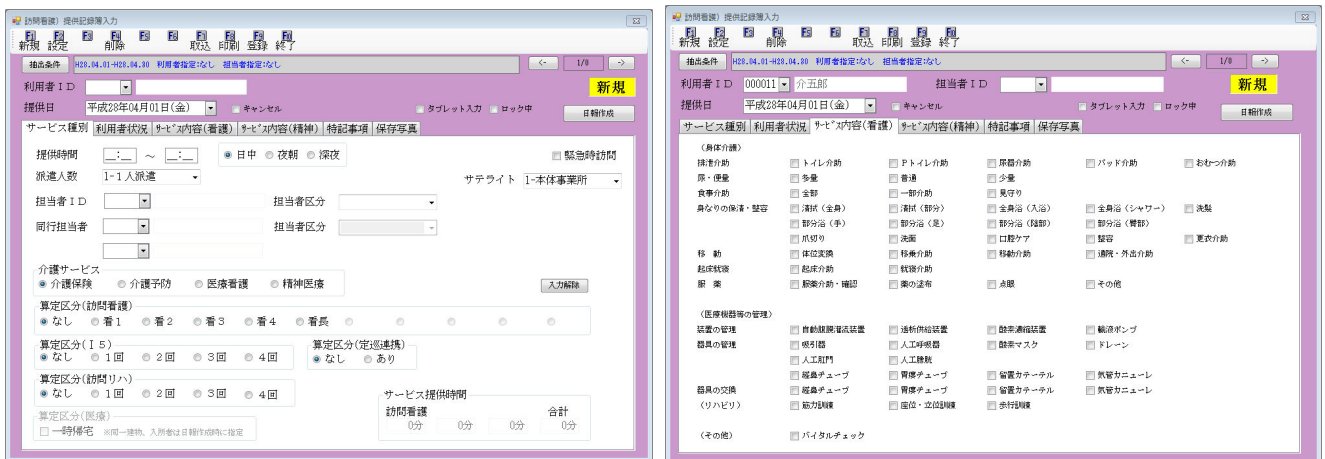 訪問看護）提供記録簿入力
F1 F2 F3 F4 F5 F6 F7 F8 F9 F10
新規 設定 削除 取込 印刷 登録 終了
抽出条件 H28.04.01-H28.04.30 利用者指定:なし 担当者指定:なし <- 1/0 ->
利用者ＩＤ 新規
提供日 平成28年04月01日(金) キャンセル タブレット入力 ロック中 日報作成
サービス種別 利用者状況 サービス内容(看護) サービス内容(精神) 特記事項 保存写真
提供時間 __:__ ～ __:__ 日中 夜朝 深夜 緊急時訪問
派遣人数 1-1人派遣 サテライト 1-本体事業所
担当者ＩＤ 担当者区分
同行担当者 担当者区分
介護サービス
介護保険 介護予防 医療看護 精神医療 入力解除
算定区分(訪問看護)
なし 看１ 看２ 看３ 看４ 看長
算定区分(Ｉ５) 算定区分(定巡連携)
なし １回 ２回 ３回 ４回 なし あり
算定区分(訪問リハ)
なし １回 ２回 ３回 ４回
サービス提供時間
訪問看護 合計
0分 0分 0分 0分
算定区分(医療)
一時帰宅 ※同一建物、入所者は日報作成時に指定
訪問看護）提供記録簿入力
F1 F2 F3 F4 F5 F6 F7 F8 F9 F10
新規 設定 削除 取込 印刷 登録 終了
抽出条件 H28.04.01-H28.04.30 利用者指定:なし 担当者指定:なし <- 1/0 ->
利用者ＩＤ 000011 介五郎 担当者ＩＤ 新規
提供日 平成28年04月01日(金) キャンセル タブレット入力 ロック中 日報作成
サービス種別 利用者状況 サービス内容(看護) サービス内容(精神) 特記事項 保存写真
（身体介護）
排泄介助 トイレ介助 Ｐトイレ介助 尿器介助 パッド介助 おむつ介助
尿・便量 多量 普通 少量
食事介助 全部 一部介助 見守り
身なりの保清・整容 清拭（全身） 清拭（部分） 全身浴（入浴） 全身浴（シャワー） 洗髪
部分浴（手） 部分浴（足） 部分浴（陰部） 部分浴（臀部）
爪切り 洗面 口腔ケア 整容 更衣介助
移 動 体位変換 移乗介助 移動介助 通院・外出介助
起床就寝 起床介助 就寝介助
服 薬 服薬介助・確認 薬の塗布 点眼 その他
（医療機器等の管理）
装置の管理 自動腹膜灌流装置 透析供給装置 酸素濃縮装置 輸液ポンプ
器具の管理 吸引器 人工呼吸器 酸素マスク ドレーン
人工肛門 人工膀胱
経鼻チューブ 胃瘻チューブ 留置カテーテル 気管カニューレ
器具の交換 経鼻チューブ 胃瘻チューブ 留置カテーテル 気管カニューレ
（リハビリ） 筋力訓練 座位・立位訓練 歩行訓練
（その他） バイタルチェック